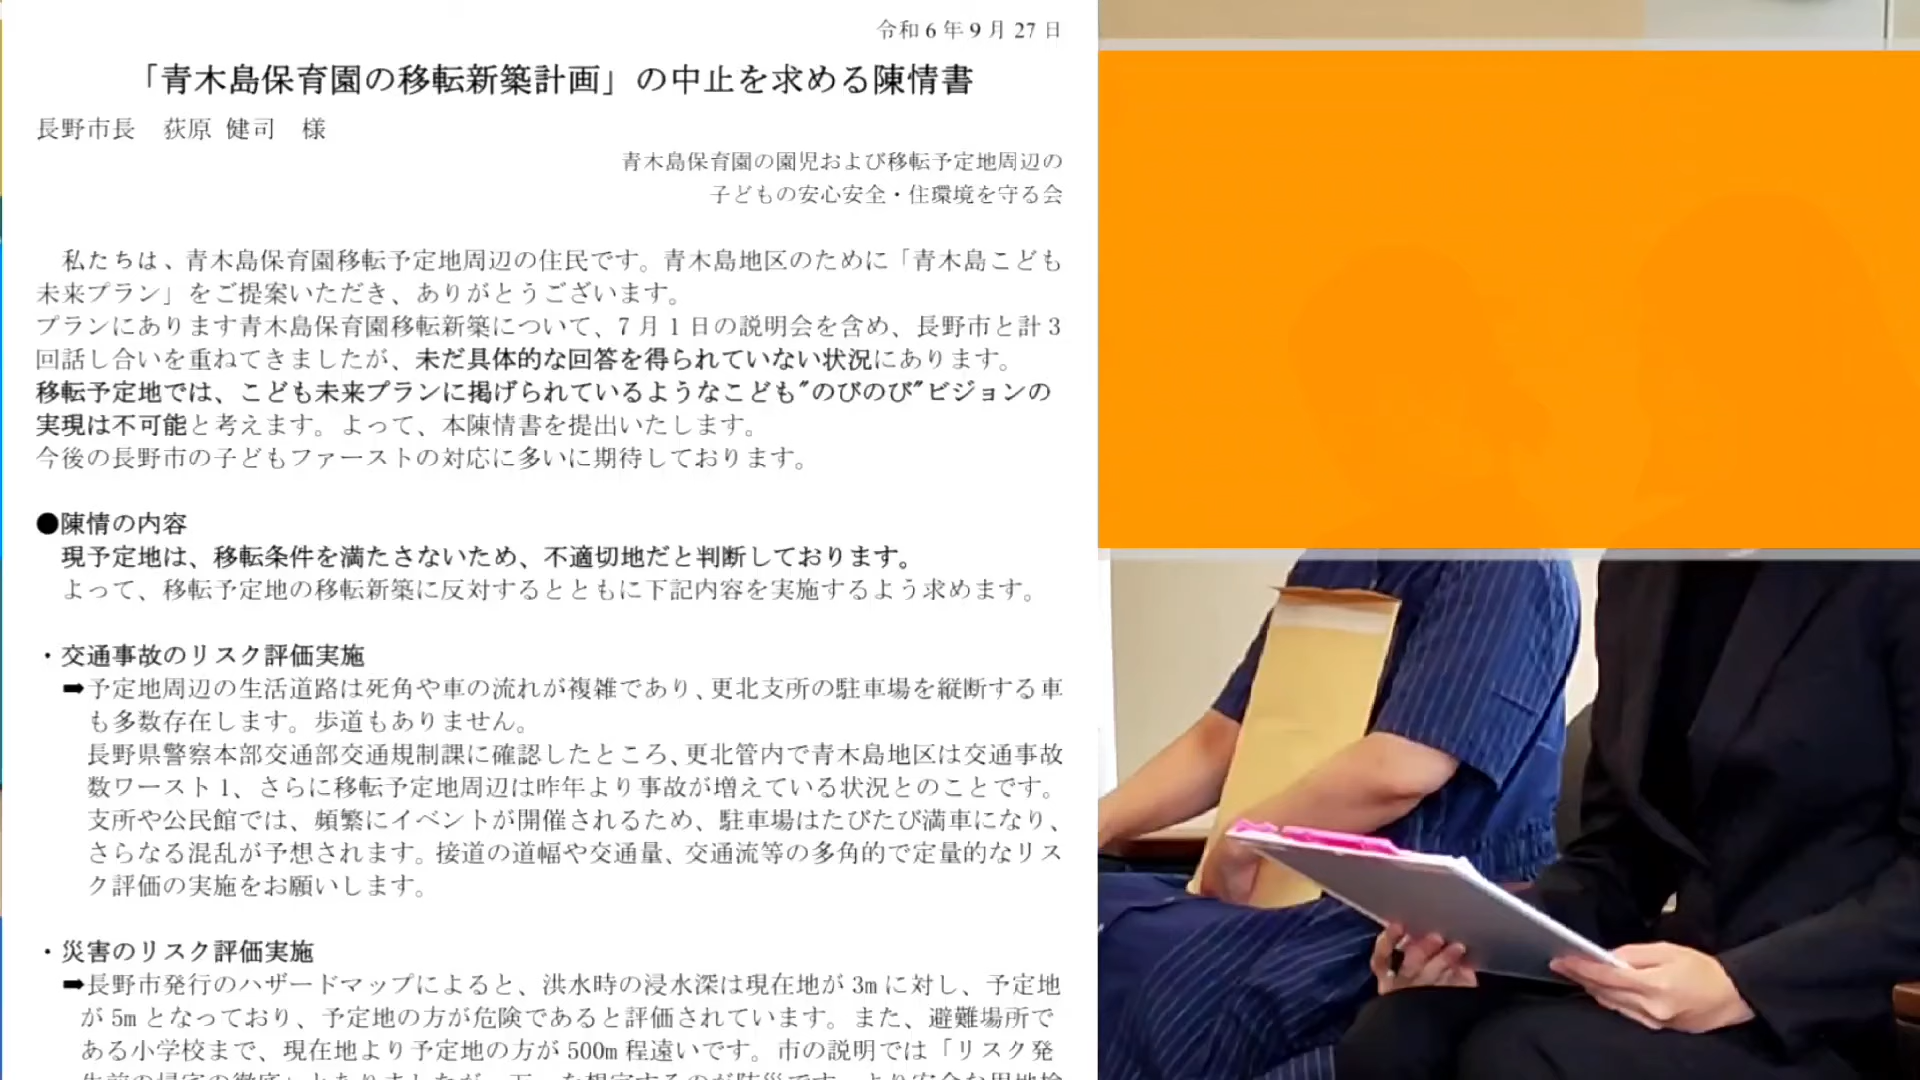 令和6年9月27日
「青木島保育園の移転新築計画」の中止を求める陳情書
長野市長　荻原 健司　様
青木島保育園の園児および移転予定地周辺の
子どもの安心安全・住環境を守る会
私たちは、青木島保育園移転予定地周辺の住民です。青木島地区のために「青木島こども
未来プラン」をご提案いただき、ありがとうございます。
プランにあります青木島保育園移転新築について、7月1日の説明会を含め、長野市と計3
回話し合いを重ねてきましたが、未だ具体的な回答を得られていない状況にあります。
移転予定地では、こども未来プランに掲げられているようなこども"のびのび"ビジョンの
実現は不可能と考えます。よって、本陳情書を提出いたします。
今後の長野市の子どもファーストの対応に多いに期待しております。
●陳情の内容
現予定地は、移転条件を満たさないため、不適切地だと判断しております。
よって、移転予定地の移転新築に反対するとともに下記内容を実施するよう求めます。
・交通事故のリスク評価実施
➡予定地周辺の生活道路は死角や車の流れが複雑であり、更北支所の駐車場を縦断する車
も多数存在します。歩道もありません。
長野県警察本部交通部交通規制課に確認したところ、更北管内で青木島地区は交通事故
数ワースト1、さらに移転予定地周辺は昨年より事故が増えている状況とのことです。
支所や公民館では、頻繁にイベントが開催されるため、駐車場はたびたび満車になり、
さらなる混乱が予想されます。接道の道幅や交通量、交通流等の多角的で定量的なリス
ク評価の実施をお願いします。
・災害のリスク評価実施
➡長野市発行のハザードマップによると、洪水時の浸水深は現在地が3mに対し、予定地
が5mとなっており、予定地の方が危険であると評価されています。また、避難場所で
ある小学校まで、現在地より予定地の方が500m程遠いです。市の説明では「リスク発